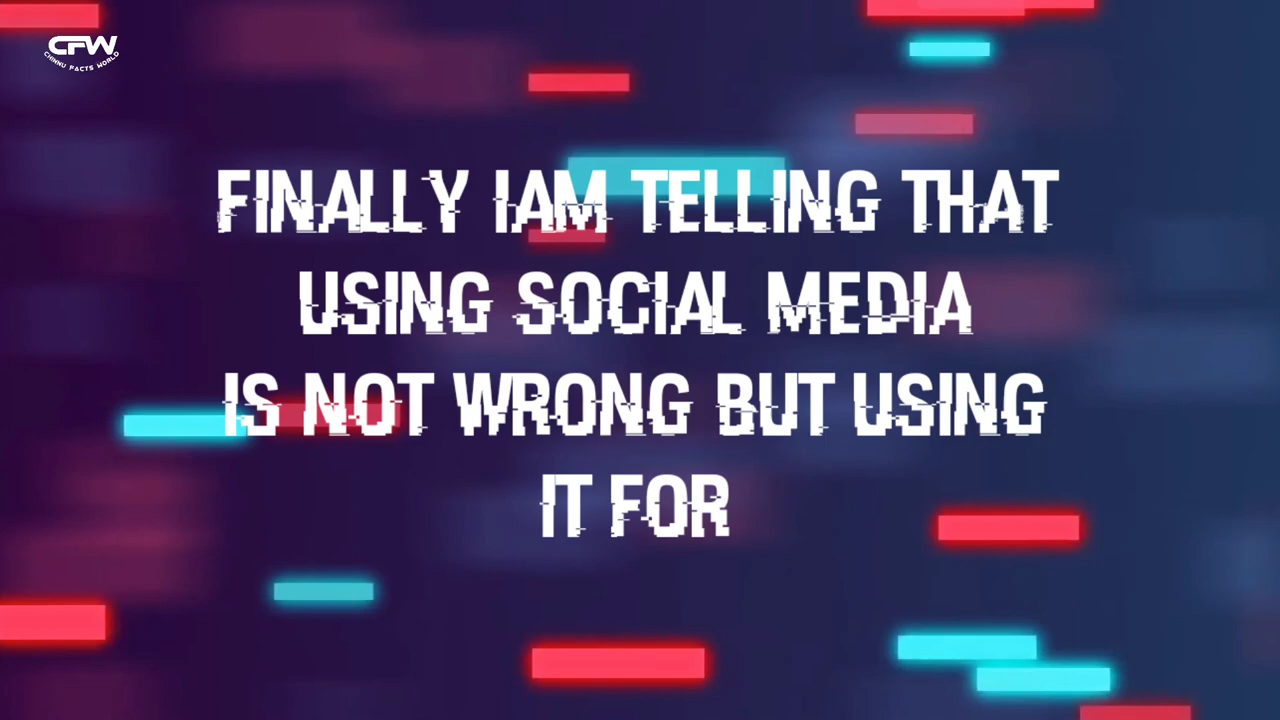 CFW
CHINNU FACTS WORLD
FINALLY IAM TELLING THAT
USING SOCIAL MEDIA
IS NOT WRONG BUT USING
IT FOR